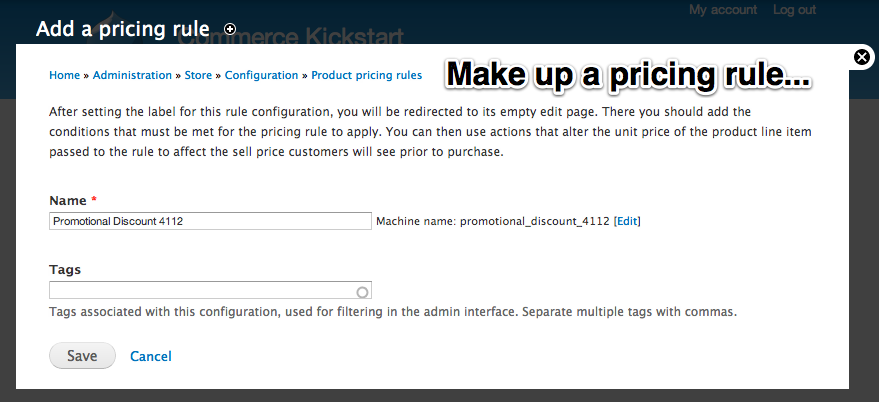 My account Log out
Add a pricing rule
Commerce Kickstart
Home » Administration » Store » Configuration » Product pricing rules
Make up a pricing rule...
After setting the label for this rule configuration, you will be redirected to its empty edit page. There you should add the
conditions that must be met for the pricing rule to apply. You can then use actions that alter the unit price of the product line item
passed to the rule to affect the sell price customers will see prior to purchase.
Name *
Promotional Discount 4112 Machine name: promotional_discount_4112 [Edit]
Tags
Tags associated with this configuration, used for filtering in the admin interface. Separate multiple tags with commas.
Save Cancel